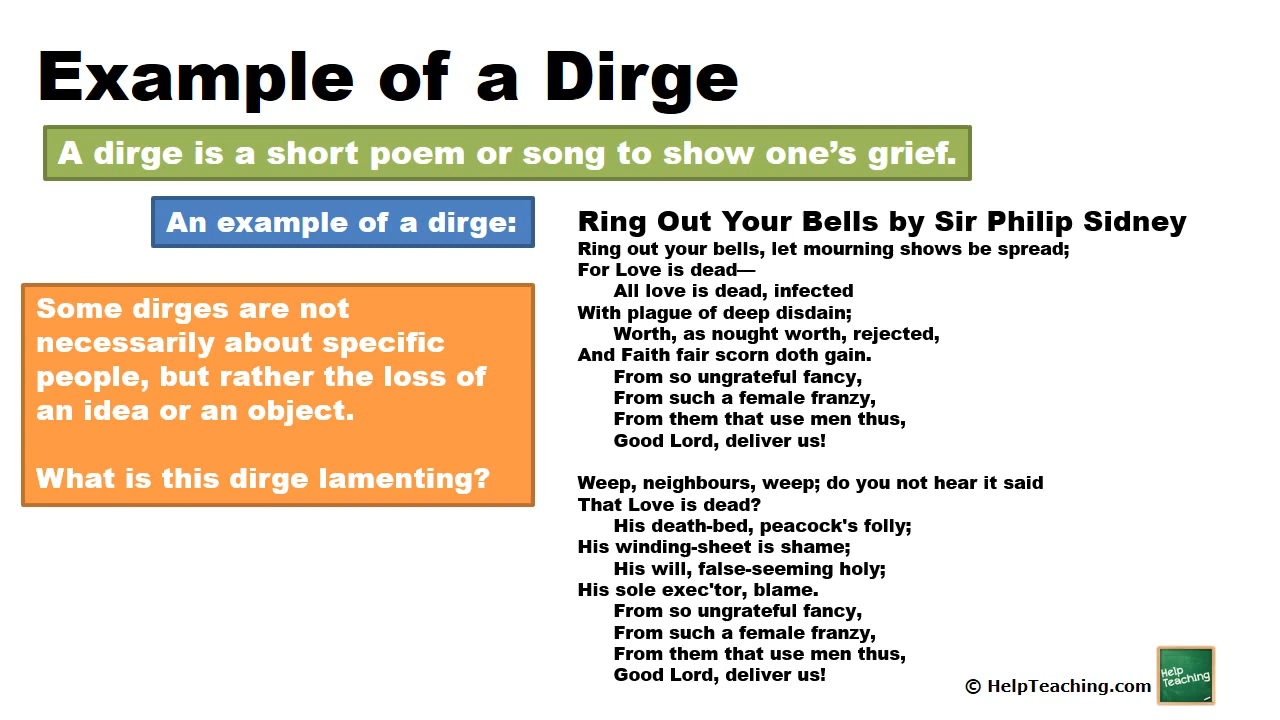 Example of a Dirge
A dirge is a short poem or song to show one’s grief.
An example of a dirge:
Some dirges are not
necessarily about specific
people, but rather the loss of
an idea or an object.
What is this dirge lamenting?
Ring Out Your Bells by Sir Philip Sidney
Ring out your bells, let mourning shows be spread;
For Love is dead—
All love is dead, infected
With plague of deep disdain;
Worth, as nought worth, rejected,
And Faith fair scorn doth gain.
From so ungrateful fancy,
From such a female franzy,
From them that use men thus,
Good Lord, deliver us!
Weep, neighbours, weep; do you not hear it said
That Love is dead?
His death-bed, peacock's folly;
His winding-sheet is shame;
His will, false-seeming holy;
His sole exec'tor, blame.
From so ungrateful fancy,
From such a female franzy,
From them that use men thus,
Good Lord, deliver us!
© HelpTeaching.com
Help
Teaching